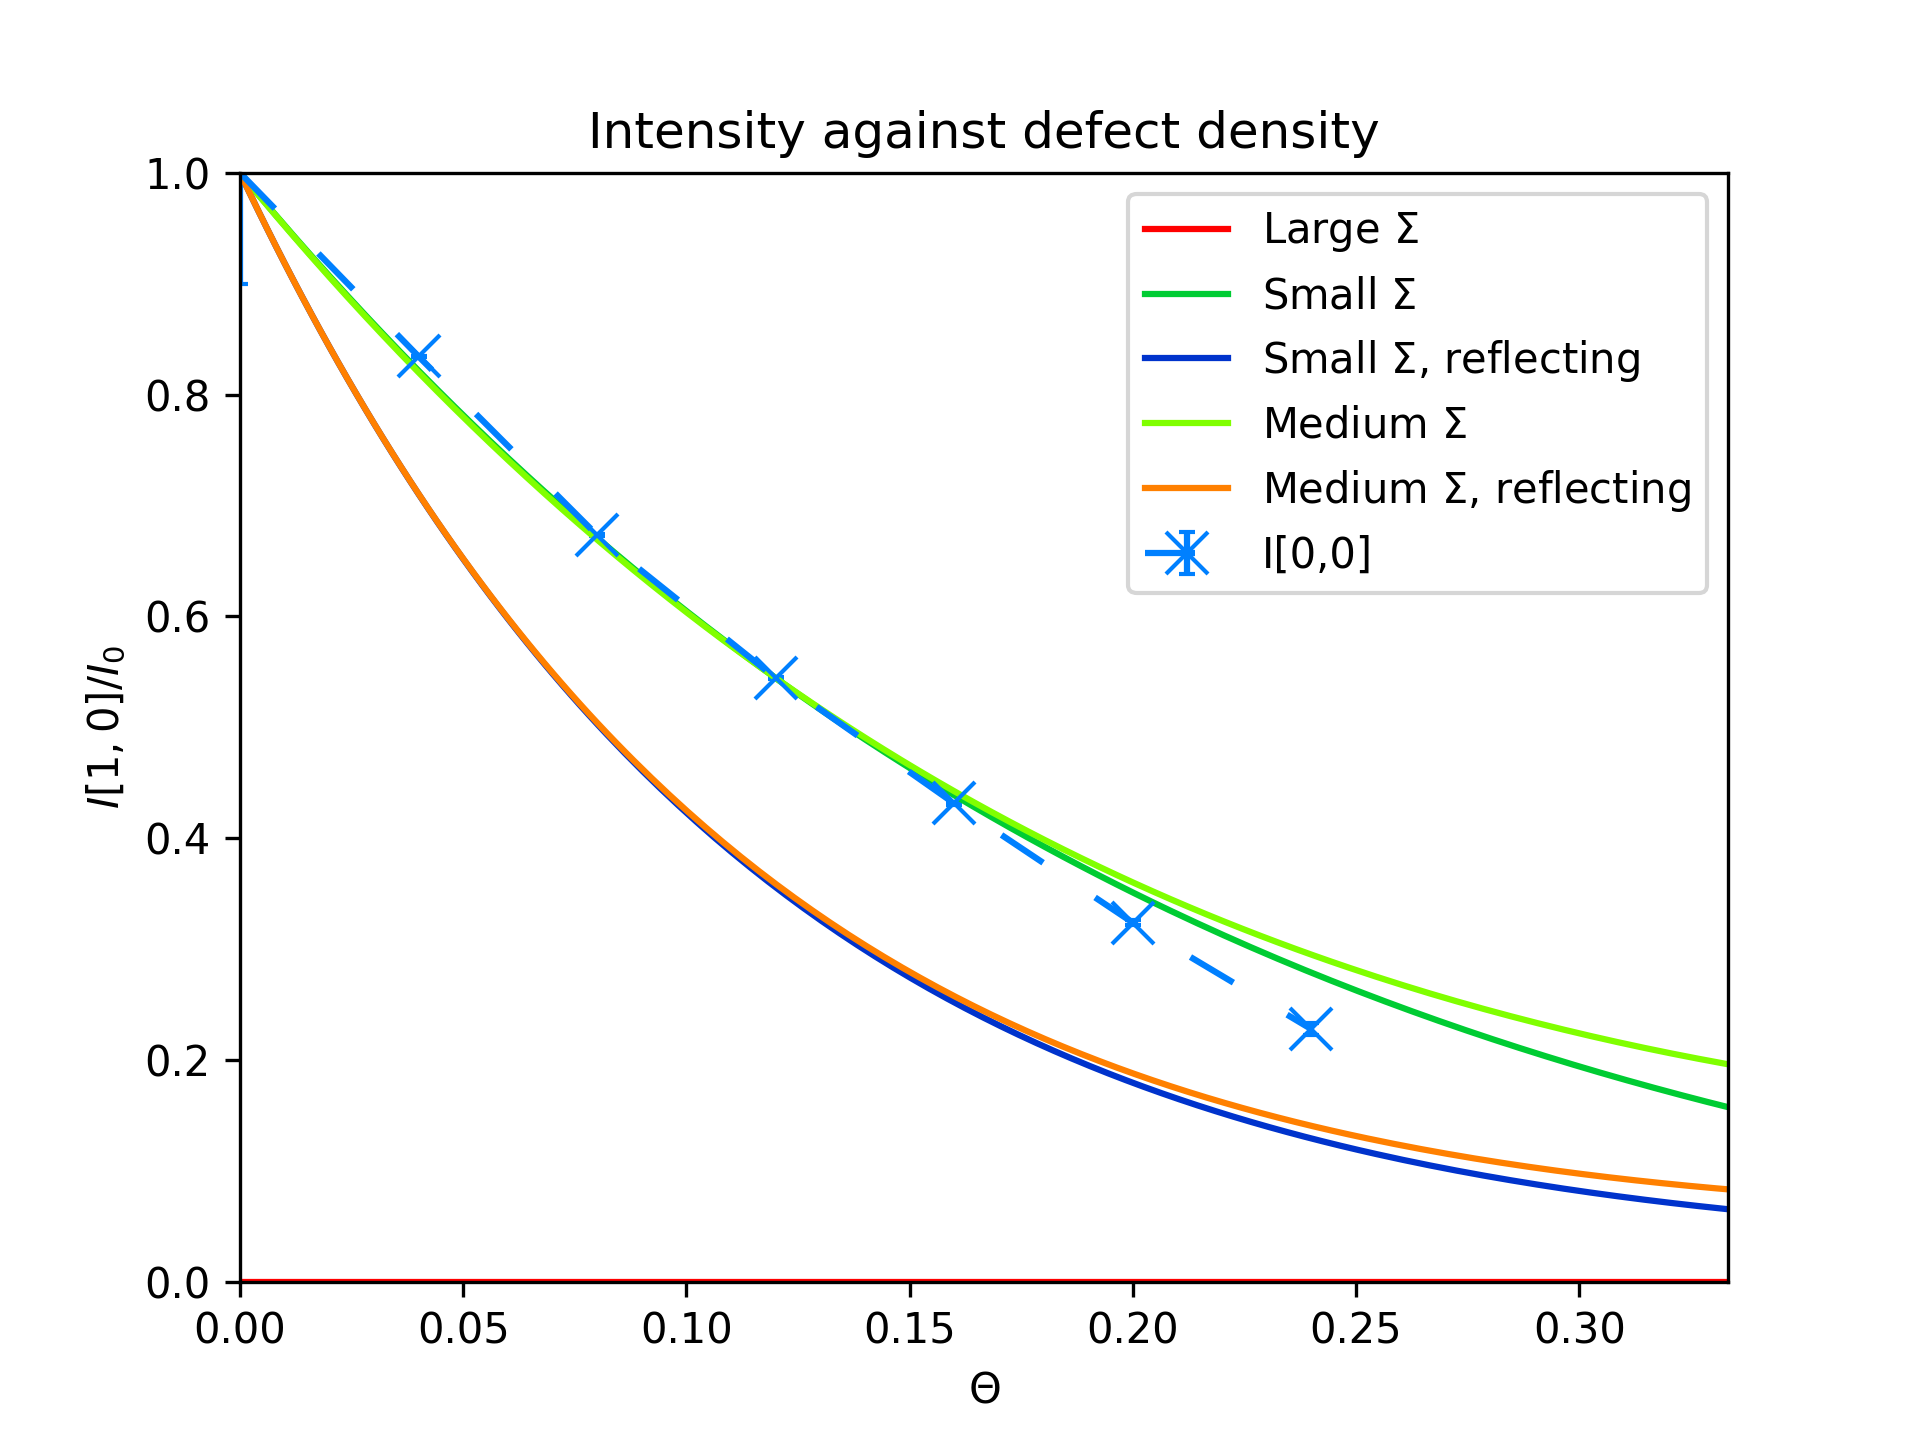 Intensity against defect density
1.0
0.8
0.6
0.4
0.2
0.0
I[1, 0]/I₀
Large Σ
Small Σ
Small Σ, reflecting
Medium Σ
Medium Σ, reflecting
I[0,0]
0.00 0.05 0.10 0.15 0.20 0.25 0.30
Θ